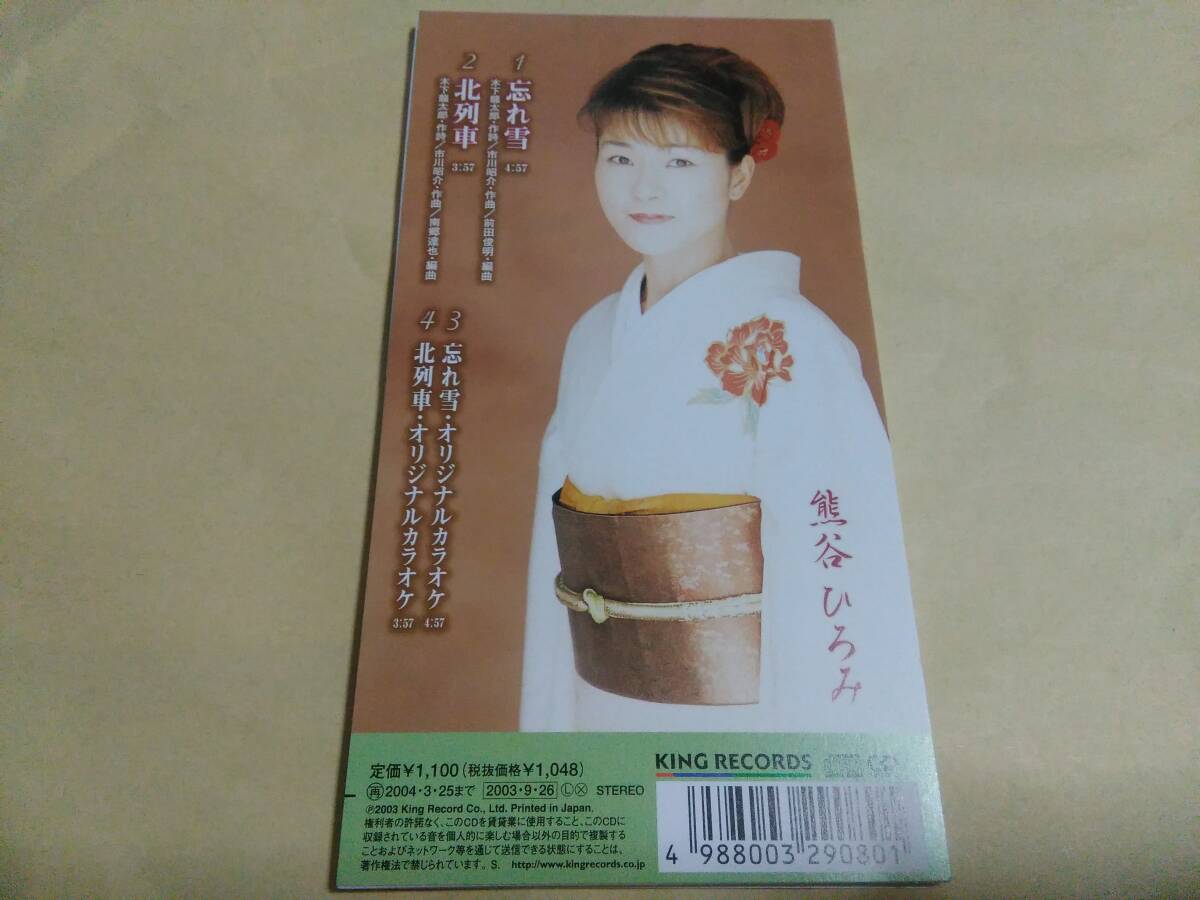 1 忘れ雪 4:57
木下龍太郎・作詩／市川昭介・作曲／前田俊明・編曲
2 北列車 3:57
木下龍太郎・作詩／市川昭介・作曲／南郷達也・編曲
3 忘れ雪・オリジナルカラオケ 4:57
4 北列車・オリジナルカラオケ 3:57
熊谷ひろみ
定価¥1,100(税抜価格¥1,048)
再2004・3・25まで 2003・9・26 Ⓛ STEREO
℗2003 King Record Co., Ltd. Printed in Japan.
権利者の許諾なく、このCDを賃貸業に使用すること、このCDに
収録されている音を個人的に楽しむ場合以外の目的で複製する
ことおよびネットワーク等を通じて送信できる状態にすることは、
著作権法で禁じられています。S. http://www.kingrecords.co.jp
KING RECORDS
4 988003 290801